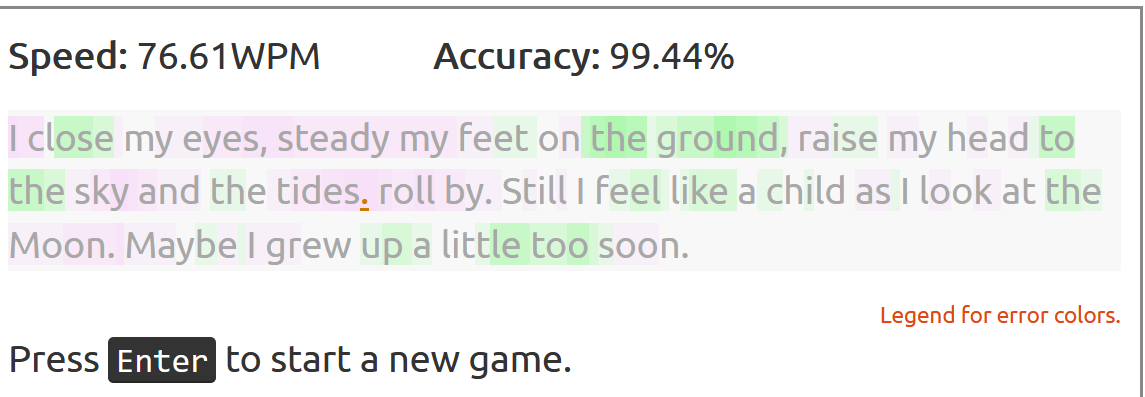 Speed: 76.61WPM Accuracy: 99.44%
I close my eyes, steady my feet on the ground, raise my head to
the sky and the tides. roll by. Still I feel like a child as I look at the
Moon. Maybe I grew up a little too soon.
Legend for error colors.
Press Enter to start a new game.